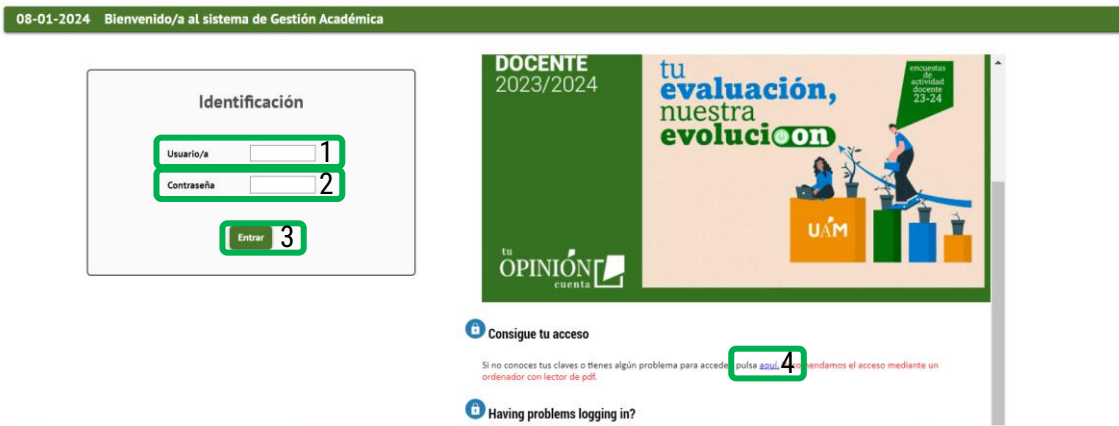 08-01-2024 Bienvenido/a al sistema de Gestión Académica
Identificación
Usuario/a 1
Contraseña 2
Entrar 3
DOCENTE
2023/2024
tu
OPINIÓN
cuenta
tu
evaluación,
nuestra
evolucion
encuestas
de
actividad
docente
23-24
UAM
Consigue tu acceso
Si no conoces tus claves o tienes algún problema para acceder pulsa aquí. 4 mediante un
ordenador con lector de pdf.
Having problems logging in?